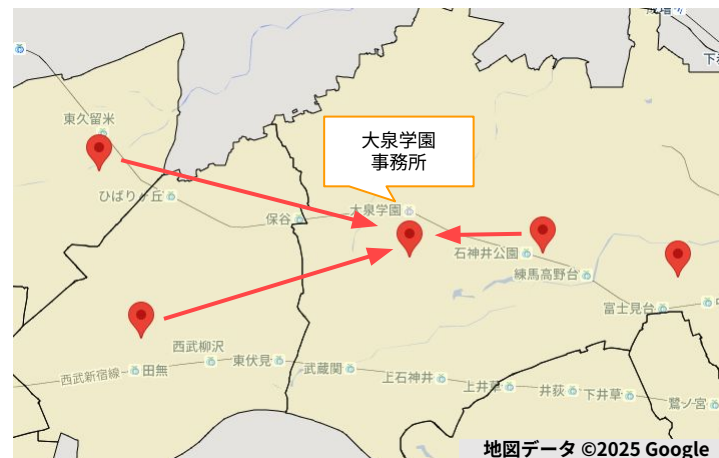 東久留米
ひばりヶ丘
保谷
大泉学園
事務所
大泉学園
石神井公園
練馬高野台
富士見台
西武柳沢
西武新宿線
田無
東伏見
武蔵関
上石神井
上井草
井荻
下井草
鷺ノ宮
地図データ ©2025 Google